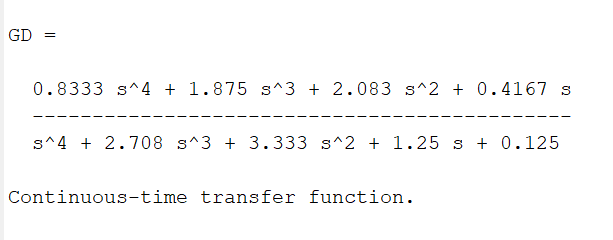 GD =
0.8333 s^4 + 1.875 s^3 + 2.083 s^2 + 0.4167 s
---------------------------------------------
s^4 + 2.708 s^3 + 3.333 s^2 + 1.25 s + 0.125
Continuous-time transfer function.